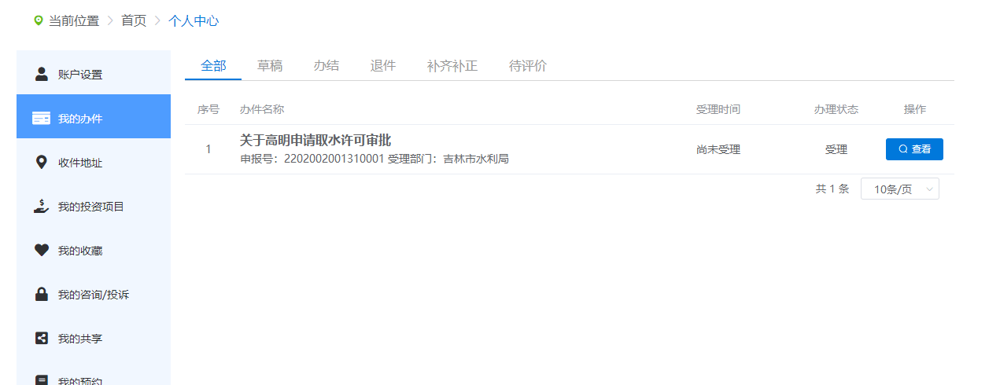 当前位置 > 首页 > 个人中心
账户设置
我的办件
收件地址
我的投资项目
我的收藏
我的咨询/投诉
我的共享
我的预约
全部 草稿 办结 退件 补齐补正 待评价
序号 办件名称 受理时间 办理状态 操作
1 关于高明申请取水许可审批 尚未受理 受理 查看
申报号：2202002001310001 受理部门：吉林市水利局
共 1 条 10条/页